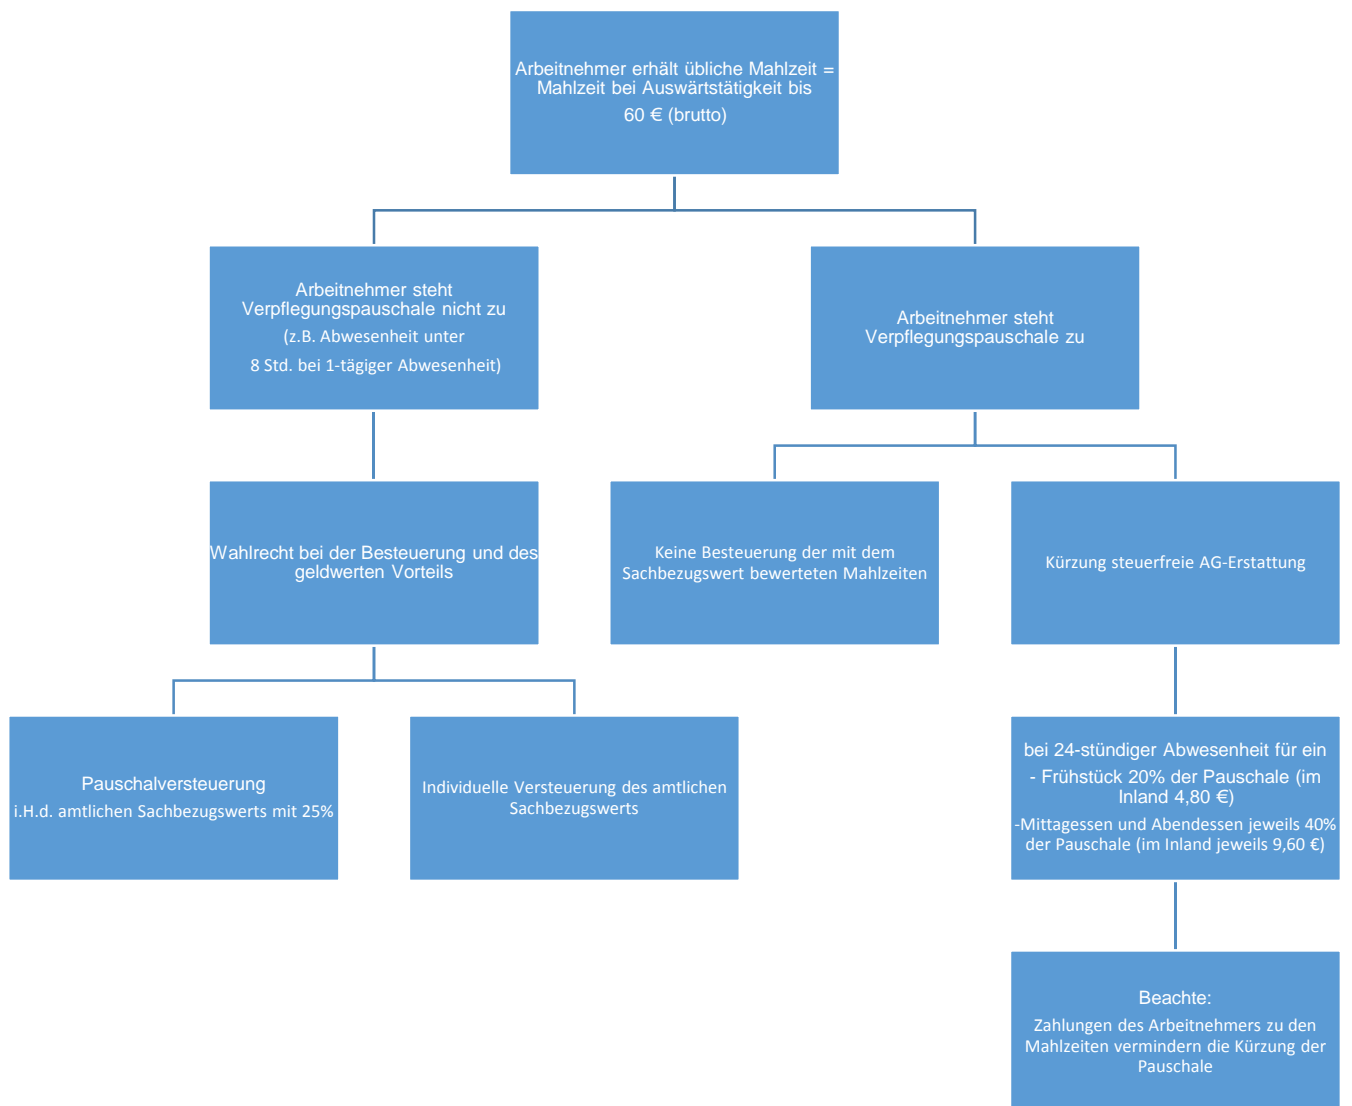 Arbeitnehmer erhält übliche Mahlzeit =
Mahlzeit bei Auswärtstätigkeit bis
60 € (brutto)
Arbeitnehmer steht
Verpflegungspauschale nicht zu
(z.B. Abwesenheit unter
8 Std. bei 1-tägiger Abwesenheit)
Arbeitnehmer steht
Verpflegungspauschale zu
Wahlrecht bei der Besteuerung und des
geldwerten Vorteils
Keine Besteuerung der mit dem
Sachbezugswert bewerteten Mahlzeiten
Kürzung steuerfreie AG-Erstattung
Pauschalversteuerung
i.H.d. amtlichen Sachbezugswerts mit 25%
Individuelle Versteuerung des amtlichen
Sachbezugswerts
bei 24-stündiger Abwesenheit für ein
- Frühstück 20% der Pauschale (im
Inland 4,80 €)
-Mittagessen und Abendessen jeweils 40%
der Pauschale (im Inland jeweils 9,60 €)
Beachte:
Zahlungen des Arbeitnehmers zu den
Mahlzeiten vermindern die Kürzung der
Pauschale